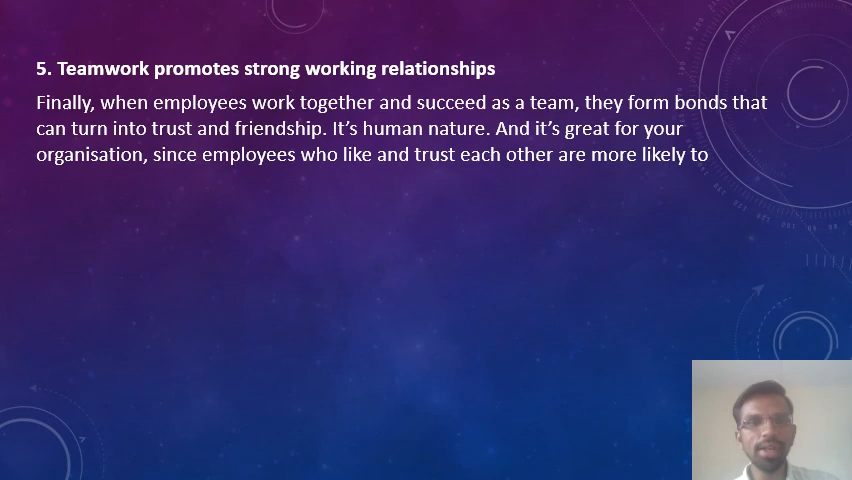 5. Teamwork promotes strong working relationships
Finally, when employees work together and succeed as a team, they form bonds that
can turn into trust and friendship. It’s human nature. And it’s great for your
organisation, since employees who like and trust each other are more likely to